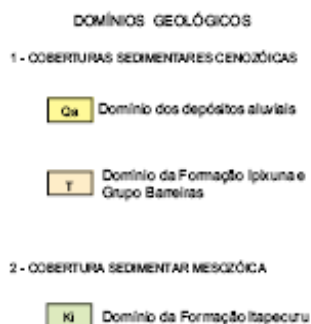 DOMÍNIOS GEOLÓGICOS
1 - COBERTURAS SEDIMENTARES CENOZÓICAS
Qa Domínio dos depósitos aluviais
T Domínio da Formação Ipixuna e
Grupo Barreiras
2 - COBERTURA SEDIMENTAR MESOZÓICA
Ki Domínio da Formação Itapecuru